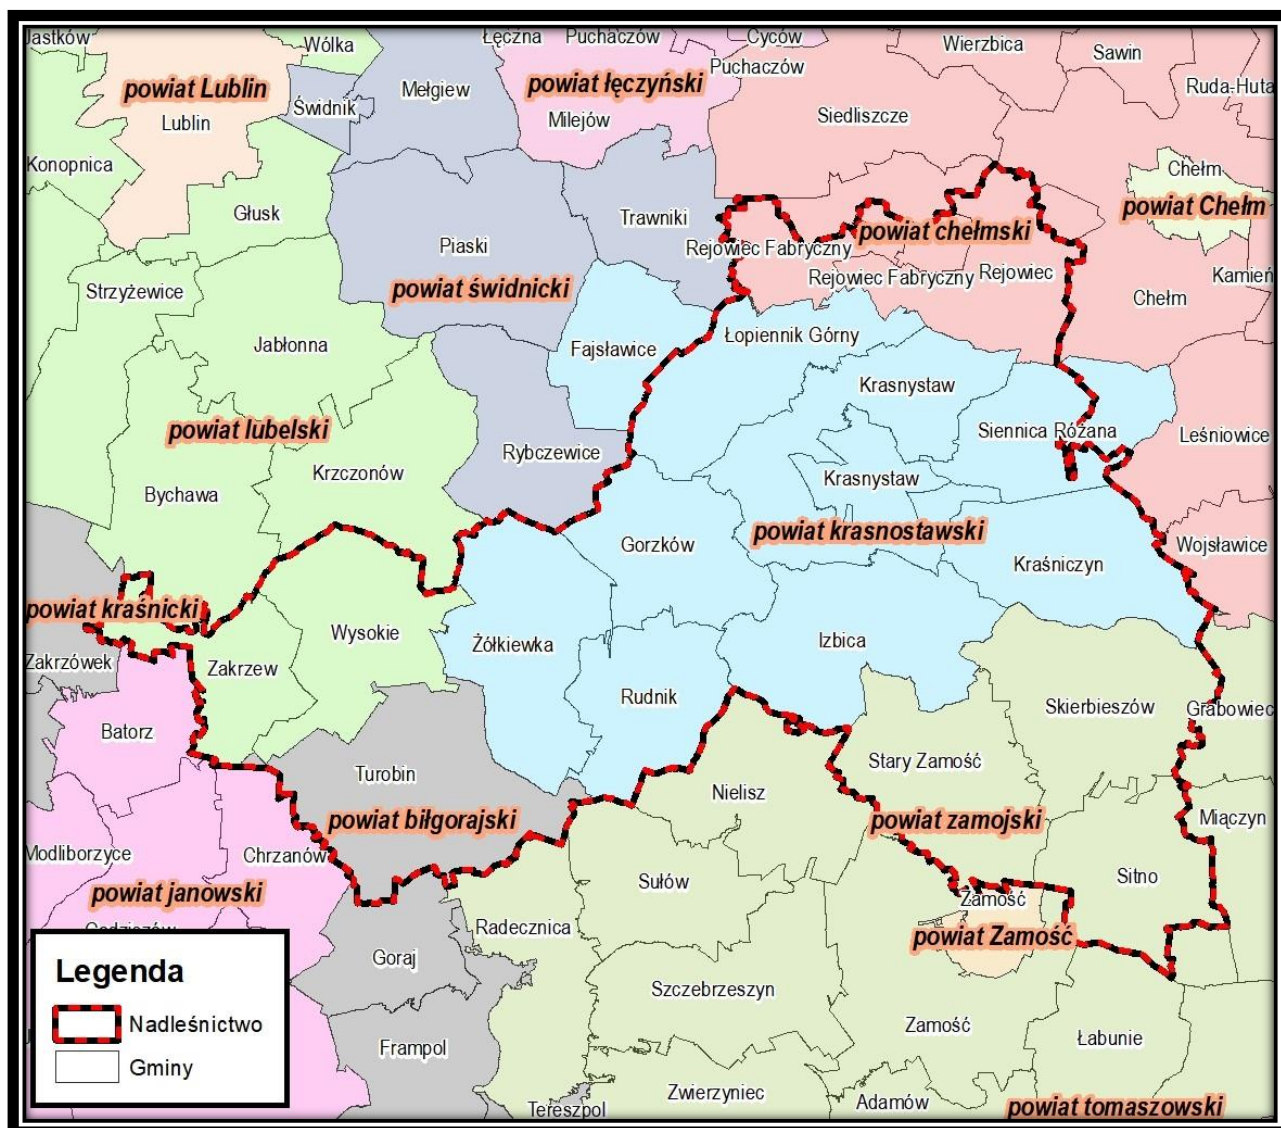 Jastków
Wólka
Łęczna
Puchaczów
Cyców
Wierzbica
Sawin
Puchaczów
powiat Lublin
Mełgiew
powiat łęczyński
Ruda-Huta
Świdnik
Lublin
Milejów
Siedliszcze
Konopnica
Chełm
Głusk
Trawniki
powiat Chełm
Piaski
Rejowiec Fabryczny
powiat chełmski
Strzyżewice
powiat świdnicki
Rejowiec Fabryczny
Rejowiec
Kamień
Chełm
Jabłonna
Fajsławice
Łopiennik Górny
Krasnystaw
powiat lubelski
Siennica Różana
Leśniowice
Rybczewice
Krzczonów
Krasnystaw
Bychawa
Gorzków
powiat krasnostawski
Wojsławice
Kraśniczyn
powiat kraśnicki
Wysokie
Żółkiewka
Izbica
Zakrzówek
Zakrzew
Rudnik
Skierbieszów
Grabowiec
Batorz
Stary Zamość
Turobin
Nielisz
powiat biłgorajski
powiat zamojski
Miączyn
Modliborzyce
Chrzanów
Sitno
powiat janowski
Sułów
Zamość
Radecznica
powiat Zamość
Godziszów
Goraj
Szczebrzeszyn
Zamość
Łabunie
Frampol
Zwierzyniec
Adamów
Tereszpol
powiat tomaszowski
Legenda
Nadleśnictwo
Gminy